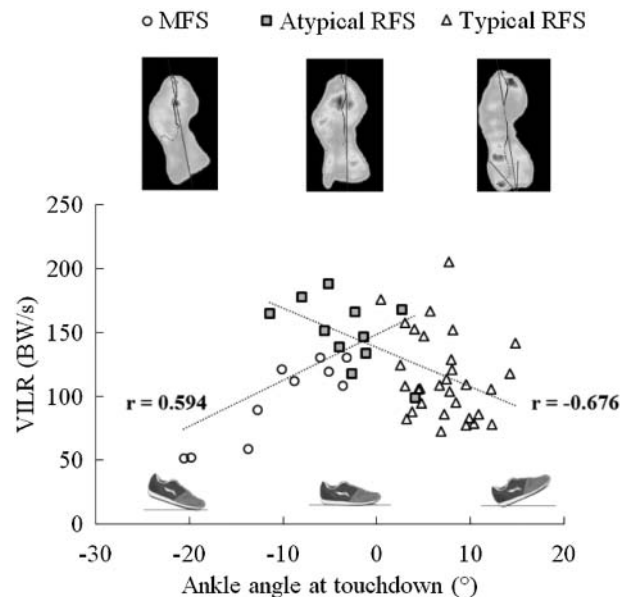 MFS Atypical RFS Typical RFS
250
200
150
100
50
0
VILR (BW/s)
r = 0.594
r = -0.676
-30 -20 -10 0 10 20
Ankle angle at touchdown (°)